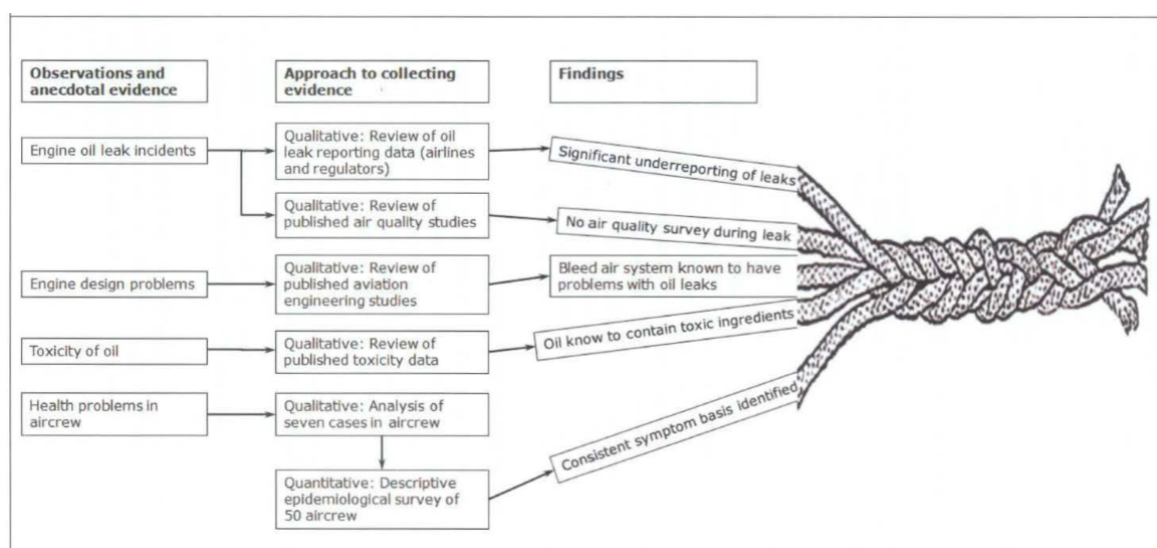 Observations and
anecdotal evidence
Approach to collecting
evidence
Findings
Engine oil leak incidents
Qualitative: Review of oil
leak reporting data (airlines
and regulators)
Significant underreporting of leaks
Qualitative: Review of
published air quality studies
No air quality survey during leak
Engine design problems
Qualitative: Review of
published aviation
engineering studies
Bleed air system known to have
problems with oil leaks
Toxicity of oil
Qualitative: Review of
published toxicity data
Oil know to contain toxic ingredients
Health problems in
aircrew
Qualitative: Analysis of
seven cases in aircrew
Consistent symptom basis identified
Quantitative: Descriptive
epidemiological survey of
50 aircrew